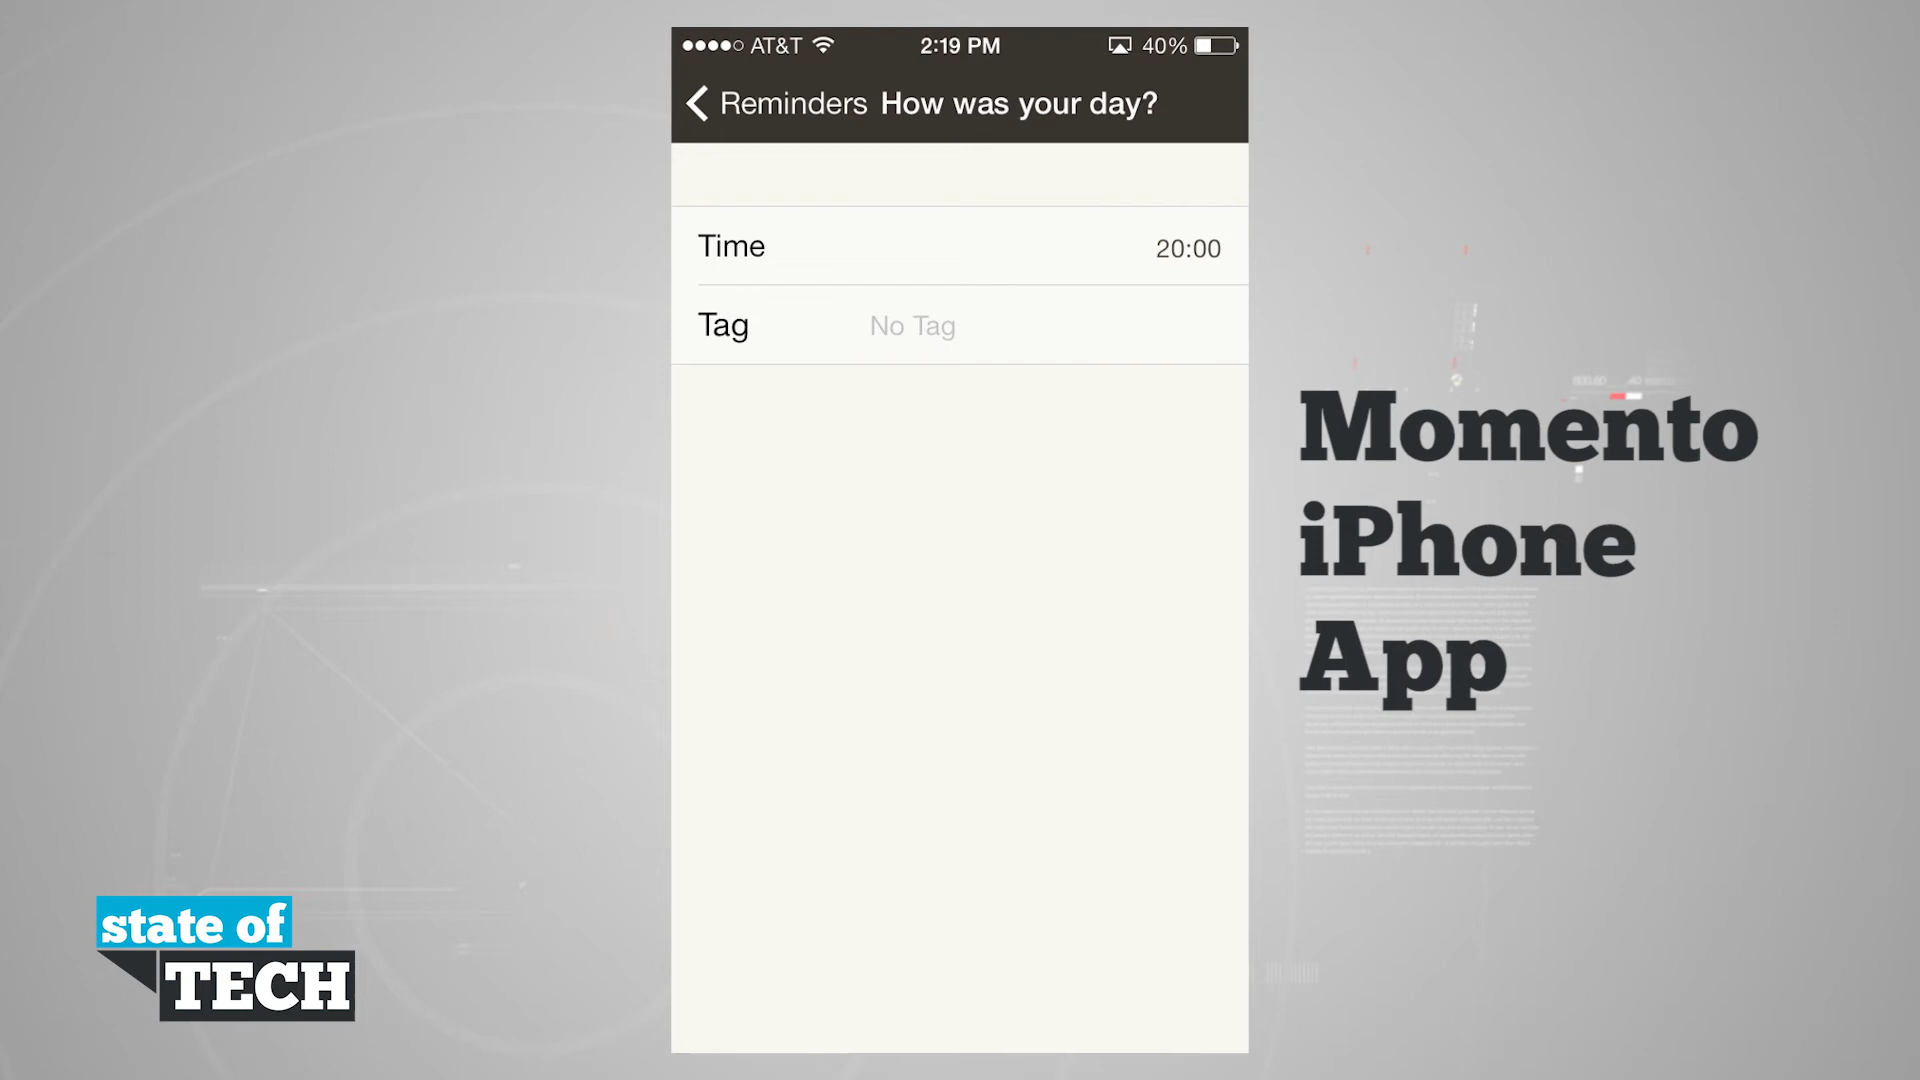 AT&T 2:19 PM 40%
Reminders How was your day?
Time 20:00
Tag No Tag
Momento
iPhone
App
state of
TECH